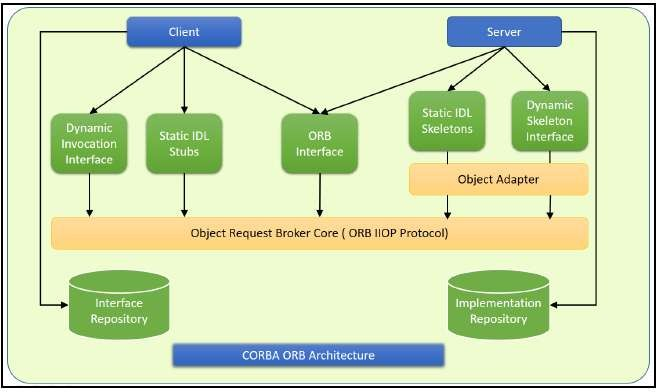 Client
Server
Dynamic
Invocation
Interface
Static IDL
Stubs
ORB
Interface
Static IDL
Skeletons
Dynamic
Skeleton
Interface
Object Adapter
Object Request Broker Core ( ORB IIOP Protocol)
Interface
Repository
Implementation
Repository
CORBA ORB Architecture